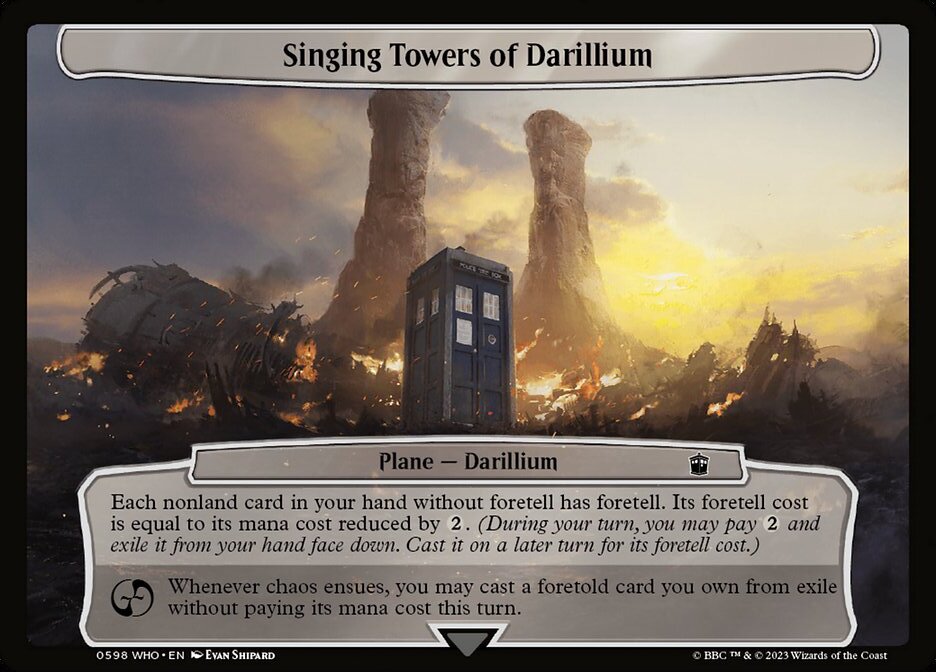 Singing Towers of Darillium
POLICE BOX
Plane — Darillium
Each nonland card in your hand without foretell has foretell. Its foretell cost
is equal to its mana cost reduced by 2. (During your turn, you may pay 2 and
exile it from your hand face down. Cast it on a later turn for its foretell cost.)
Whenever chaos ensues, you may cast a foretold card you own from exile
without paying its mana cost this turn.
0598 WHO • EN Evan Shipard
© BBC ™ & © 2023 Wizards of the Coast